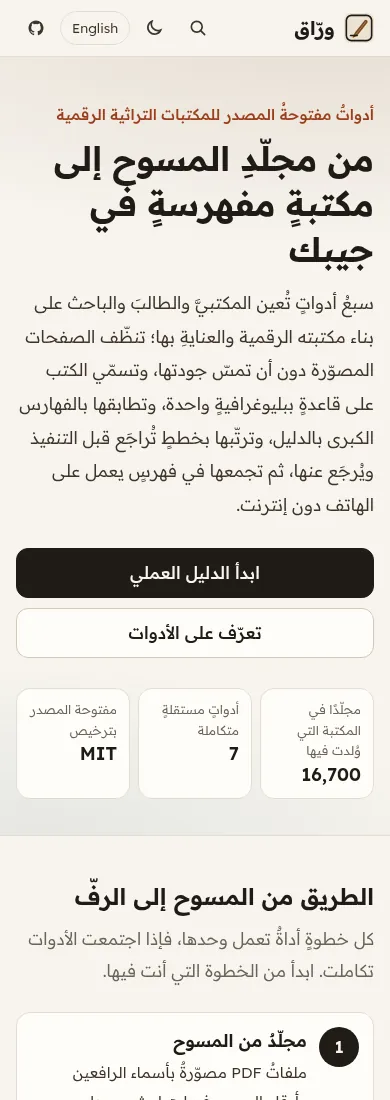 ورّاق
English
أدواتٌ مفتوحةُ المصدر للمكتبات التراثية الرقمية
من مجلّدِ المسوح إلى
مكتبةٍ مفهرسةٍ في
جيبك
سبعُ أدواتٍ تُعين المكتبيَّ والطالبَ والباحث على
بناء مكتبته الرقمية والعنايةِ بها؛ تنظّف الصفحات
المصوّرة دون أن تمسّ جودتها، وتسمّي الكتب
على قاعدةٍ ببليوغرافيةٍ واحدة، وتطابقها بالفهارس
الكبرى بالدليل، وترتّبها بخططٍ تُراجَع قبل التنفيذ
ويُرجَع عنها، ثم تجمعها في فهرسٍ يعمل على
الهاتف دون إنترنت.
ابدأ الدليل العملي
تعرّف على الأدوات
مجلّدًا في
المكتبة التي
وُلدت فيها
16,700
أدواتٍ مستقلةٍ
متكاملة
7
مفتوحة المصدر
بترخيص
MIT
الطريق من المسوح إلى الرفّ
كل خطوةٍ أداةٌ تعمل وحدها، فإذا اجتمعت الأدوات
تكاملت. ابدأ من الخطوة التي أنت فيها.
1
مجلّدُ من المسوح
ملفاتُ PDF مصوّرةٌ بأسماء الرافعين